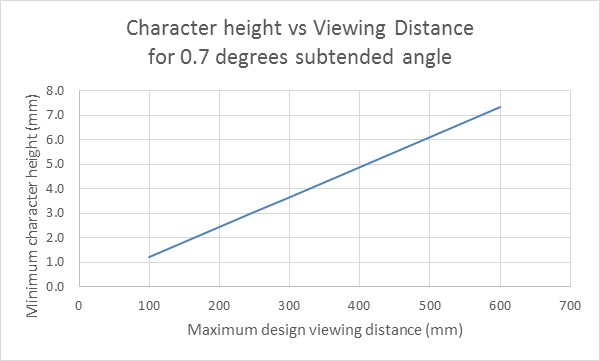 Character height vs Viewing Distance
for 0.7 degrees subtended angle
Minimum character height (mm)
8.0
7.0
6.0
5.0
4.0
3.0
2.0
1.0
0.0
0 100 200 300 400 500 600 700
Maximum design viewing distance (mm)